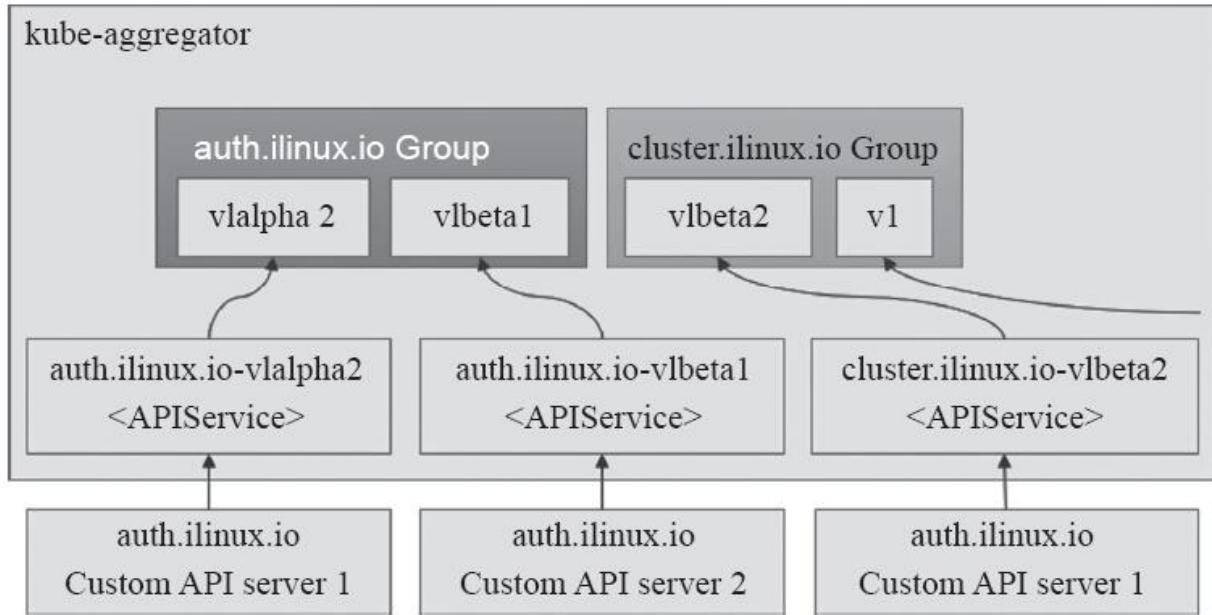 kube-aggregator
auth.ilinux.io Group
cluster.ilinux.io Group
vlalpha 2
vlbeta1
vlbeta2
v1
auth.ilinux.io-vlalpha2
<APIService>
auth.ilinux.io-vlbeta1
<APIService>
cluster.ilinux.io-vlbeta2
<APIService>
auth.ilinux.io
Custom API server 1
auth.ilinux.io
Custom API server 2
auth.ilinux.io
Custom API server 1